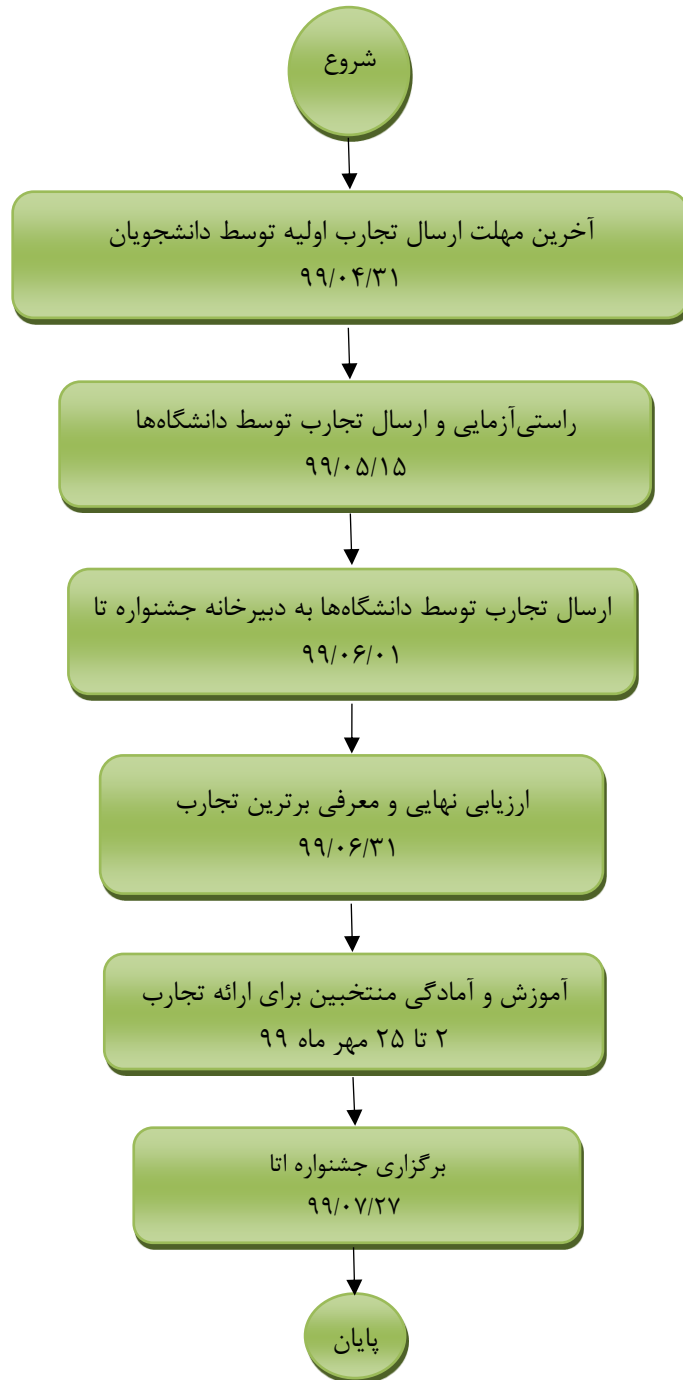 شروع
آخرین مهلت ارسال تجارب اولیه توسط دانشجویان
۹۹/۰۴/۳۱
راستی‌آزمایی و ارسال تجارب توسط دانشگاه‌ها
۹۹/۰۵/۱۵
ارسال تجارب توسط دانشگاه‌ها به دبیرخانه جشنواره تا
۹۹/۰۶/۰۱
ارزیابی نهایی و معرفی برترین تجارب
۹۹/۰۶/۳۱
آموزش و آمادگی منتخبین برای ارائه تجارب
۲ تا ۲۵ مهر ماه ۹۹
برگزاری جشنواره اتا
۹۹/۰۷/۲۷
پایان